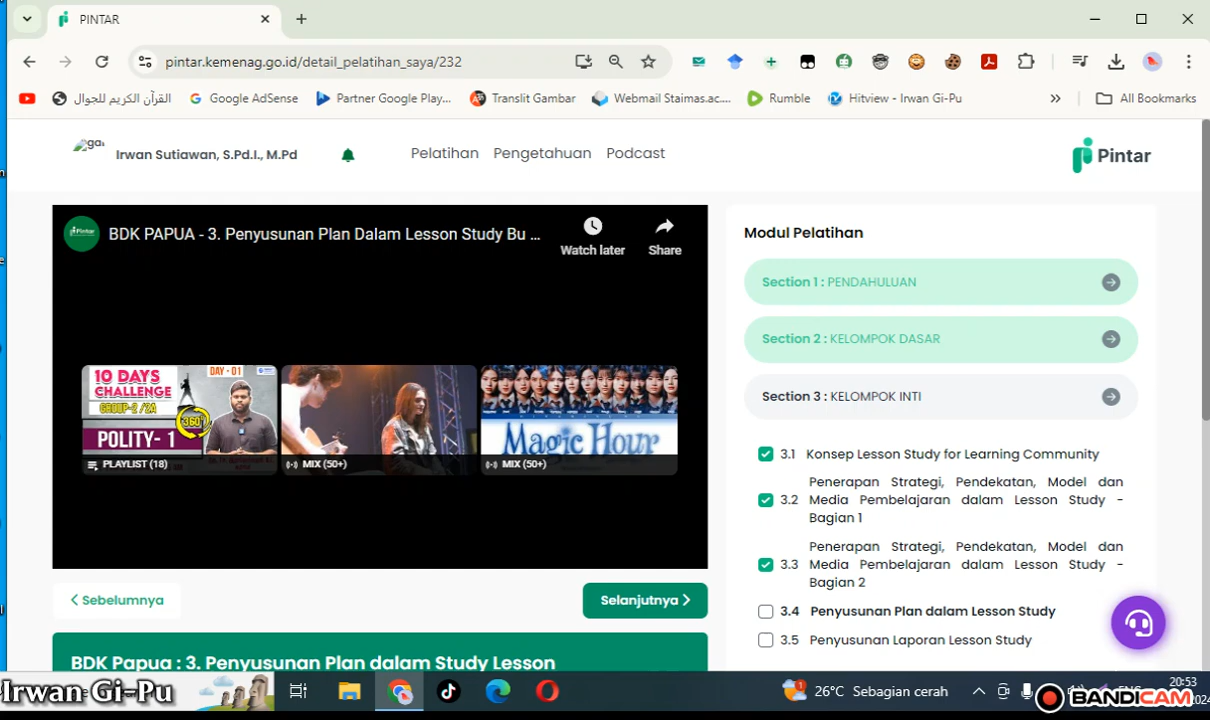 PINTAR
pintar.kemenag.go.id/detail_pelatihan_saya/232
القرآن الكريم للجوال
Google AdSense
Partner Google Play...
Translit Gambar
Webmail Staimas.ac....
Rumble
Hitview - Irwan Gi-Pu
All Bookmarks
Irwan Sutiawan, S.Pd.I., M.Pd
Pelatihan
Pengetahuan
Podcast
Pintar
BDK PAPUA - 3. Penyusunan Plan Dalam Lesson Study Bu ...
Watch later
Share
10 DAYS
CHALLENGE
DAY - 01
GROUP-2 /2A
360°
POLITY- 1
PLAYLIST (18)
MIX (50+)
Magic Hour
MIX (50+)
Sebelumnya
Selanjutnya
BDK Papua : 3. Penyusunan Plan dalam Study Lesson
Modul Pelatihan
Section 1 : PENDAHULUAN
Section 2 : KELOMPOK DASAR
Section 3 : KELOMPOK INTI
3.1 Konsep Lesson Study for Learning Community
3.2 Penerapan Strategi, Pendekatan, Model dan
Media Pembelajaran dalam Lesson Study -
Bagian 1
3.3 Penerapan Strategi, Pendekatan, Model dan
Media Pembelajaran dalam Lesson Study -
Bagian 2
3.4 Penyusunan Plan dalam Lesson Study
3.5 Penyusunan Laporan Lesson Study
Irwan Gi-Pu
26°C Sebagian cerah
20:53
BANDICAM